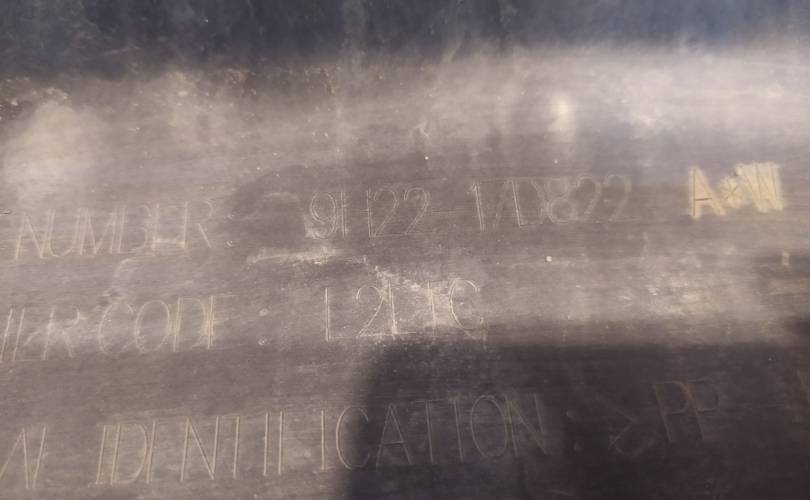 NUMBER : 9H22-17D822 A*W
CODE : L2LTC
IDENTIFICATION : >PP